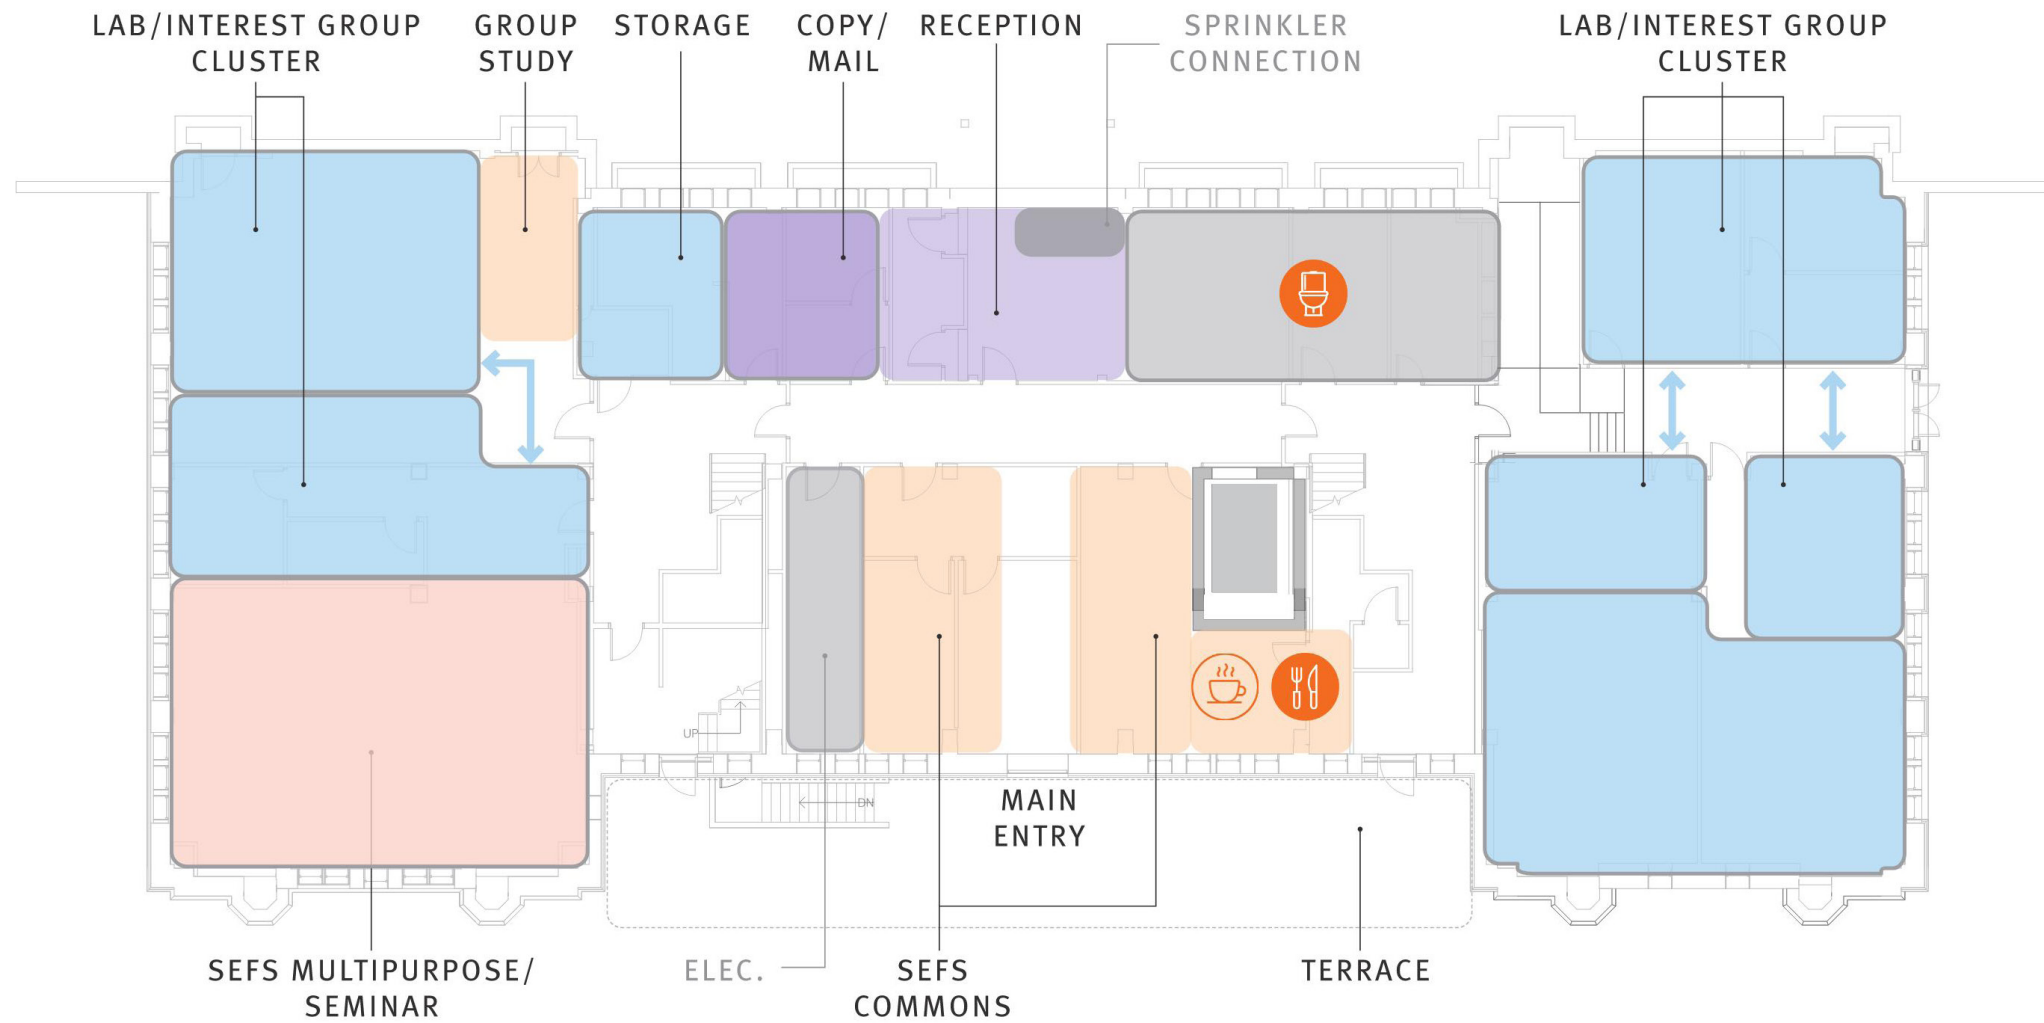 LAB/INTEREST GROUP
CLUSTER
GROUP
STUDY
STORAGE
COPY/
MAIL
RECEPTION
SPRINKLER
CONNECTION
LAB/INTEREST GROUP
CLUSTER
UP
DN
MAIN
ENTRY
SEFS MULTIPURPOSE/
SEMINAR
ELEC.
SEFS
COMMONS
TERRACE